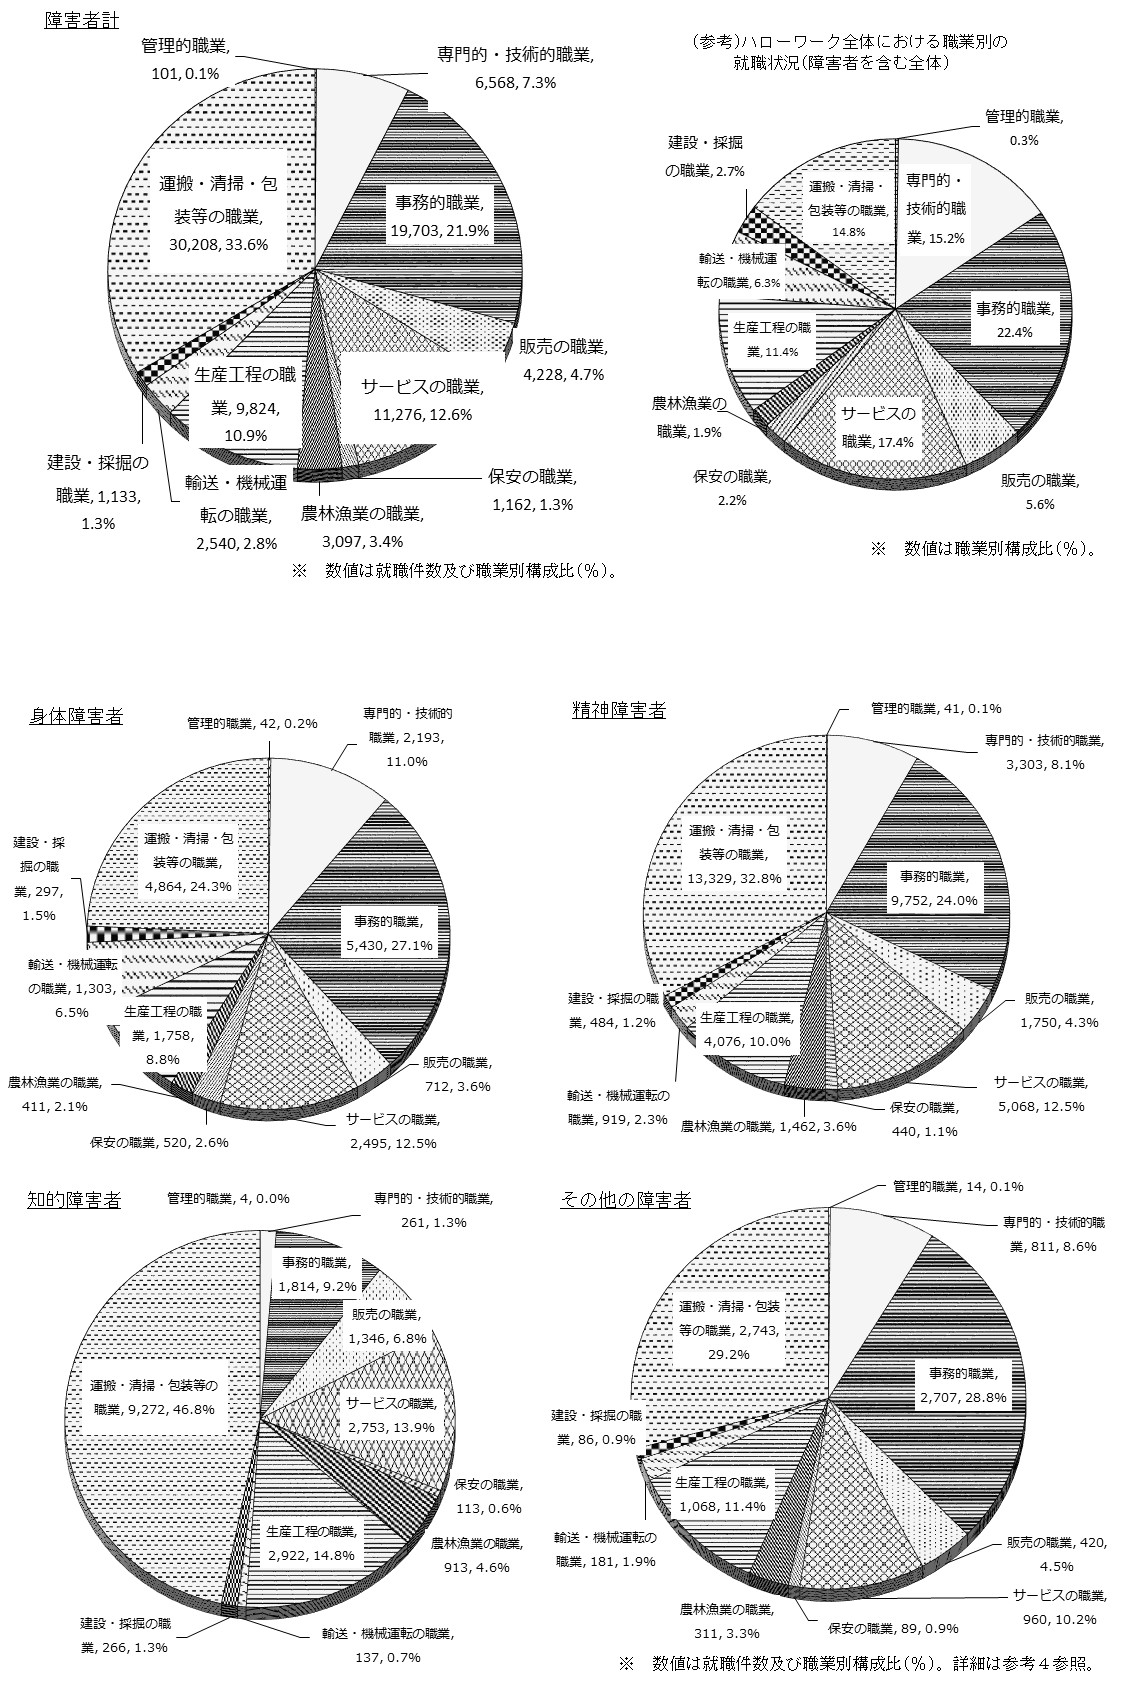 障害者計
管理的職業,
101, 0.1%
専門的・技術的職業,
6,568, 7.3%
事務的職業,
19,703, 21.9%
運搬・清掃・包
装等の職業,
30,208, 33.6%
販売の職業,
4,228, 4.7%
サービスの職業,
11,276, 12.6%
生産工程の職
業, 9,824,
10.9%
建設・採掘の
職業, 1,133,
1.3%
輸送・機械運
転の職業,
2,540, 2.8%
農林漁業の職業,
3,097, 3.4%
保安の職業,
1,162, 1.3%
※　数値は就職件数及び職業別構成比(%)。
(参考)ハローワーク全体における職業別の
就職状況(障害者を含む全体)
管理的職業,
0.3%
建設・採掘
の職業, 2.7%
運搬・清掃・
包装等の職業,
14.8%
専門的・
技術的職
業, 15.2%
輸送・機械運
転の職業, 6.3%
事務的職業,
22.4%
生産工程の職
業, 11.4%
農林漁業の
職業, 1.9%
サービスの
職業, 17.4%
保安の職業,
2.2%
販売の職業,
5.6%
※　数値は職業別構成比(%)。
身体障害者
管理的職業, 42, 0.2%
専門的・技術的
職業, 2,193,
11.0%
運搬・清掃・包
装等の職業,
4,864, 24.3%
建設・採
掘の職
業, 297,
1.5%
事務的職業,
5,430, 27.1%
輸送・機械運転
の職業, 1,303,
6.5%
生産工程の職
業, 1,758,
8.8%
農林漁業の職業,
411, 2.1%
保安の職業, 520, 2.6%
サービスの職業,
2,495, 12.5%
販売の職業,
712, 3.6%
精神障害者
管理的職業, 41, 0.1%
専門的・技術的職業,
3,303, 8.1%
運搬・清掃・包
装等の職業,
13,329, 32.8%
事務的職業,
9,752, 24.0%
建設・採掘の職
業, 484, 1.2%
生産工程の職業,
4,076, 10.0%
販売の職業,
1,750, 4.3%
サービスの職業,
5,068, 12.5%
輸送・機械運転の
職業, 919, 2.3%
農林漁業の職業, 1,462, 3.6%
保安の職業,
440, 1.1%
知的障害者
管理的職業, 4, 0.0%
専門的・技術的職業,
261, 1.3%
事務的職業,
1,814, 9.2%
販売の職業,
1,346, 6.8%
運搬・清掃・包装等の
職業, 9,272, 46.8%
サービスの職業,
2,753, 13.9%
保安の職業,
113, 0.6%
農林漁業の職業,
913, 4.6%
生産工程の職業,
2,922, 14.8%
建設・採掘の職
業, 266, 1.3%
輸送・機械運転の職業,
137, 0.7%
その他の障害者
管理的職業, 14, 0.1%
専門的・技術的職
業, 811, 8.6%
運搬・清掃・包装
等の職業, 2,743,
29.2%
事務的職業,
2,707, 28.8%
建設・採掘の職
業, 86, 0.9%
生産工程の職業,
1,068, 11.4%
輸送・機械運転の
職業, 181, 1.9%
農林漁業の職業,
311, 3.3%
保安の職業, 89, 0.9%
サービスの職業,
960, 10.2%
販売の職業, 420,
4.5%
※　数値は就職件数及び職業別構成比(%)。詳細は参考４参照。